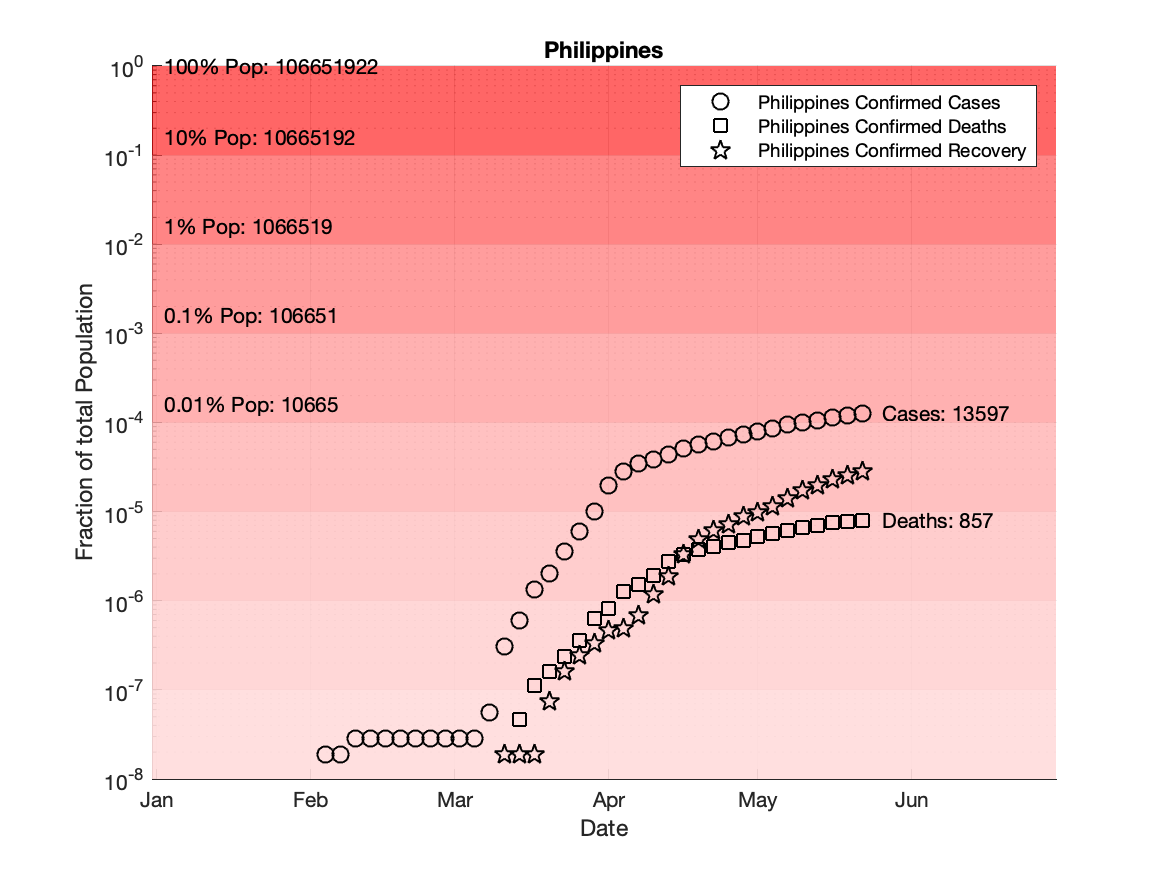 Philippines
10^0
100% Pop: 106651922
Philippines Confirmed Cases
Philippines Confirmed Deaths
Philippines Confirmed Recovery
10% Pop: 10665192
10^-1
1% Pop: 1066519
10^-2
0.1% Pop: 106651
10^-3
0.01% Pop: 10665
10^-4
Cases: 13597
10^-5
Deaths: 857
10^-6
10^-7
10^-8
Fraction of total Population
Jan Feb Mar Apr May Jun
Date